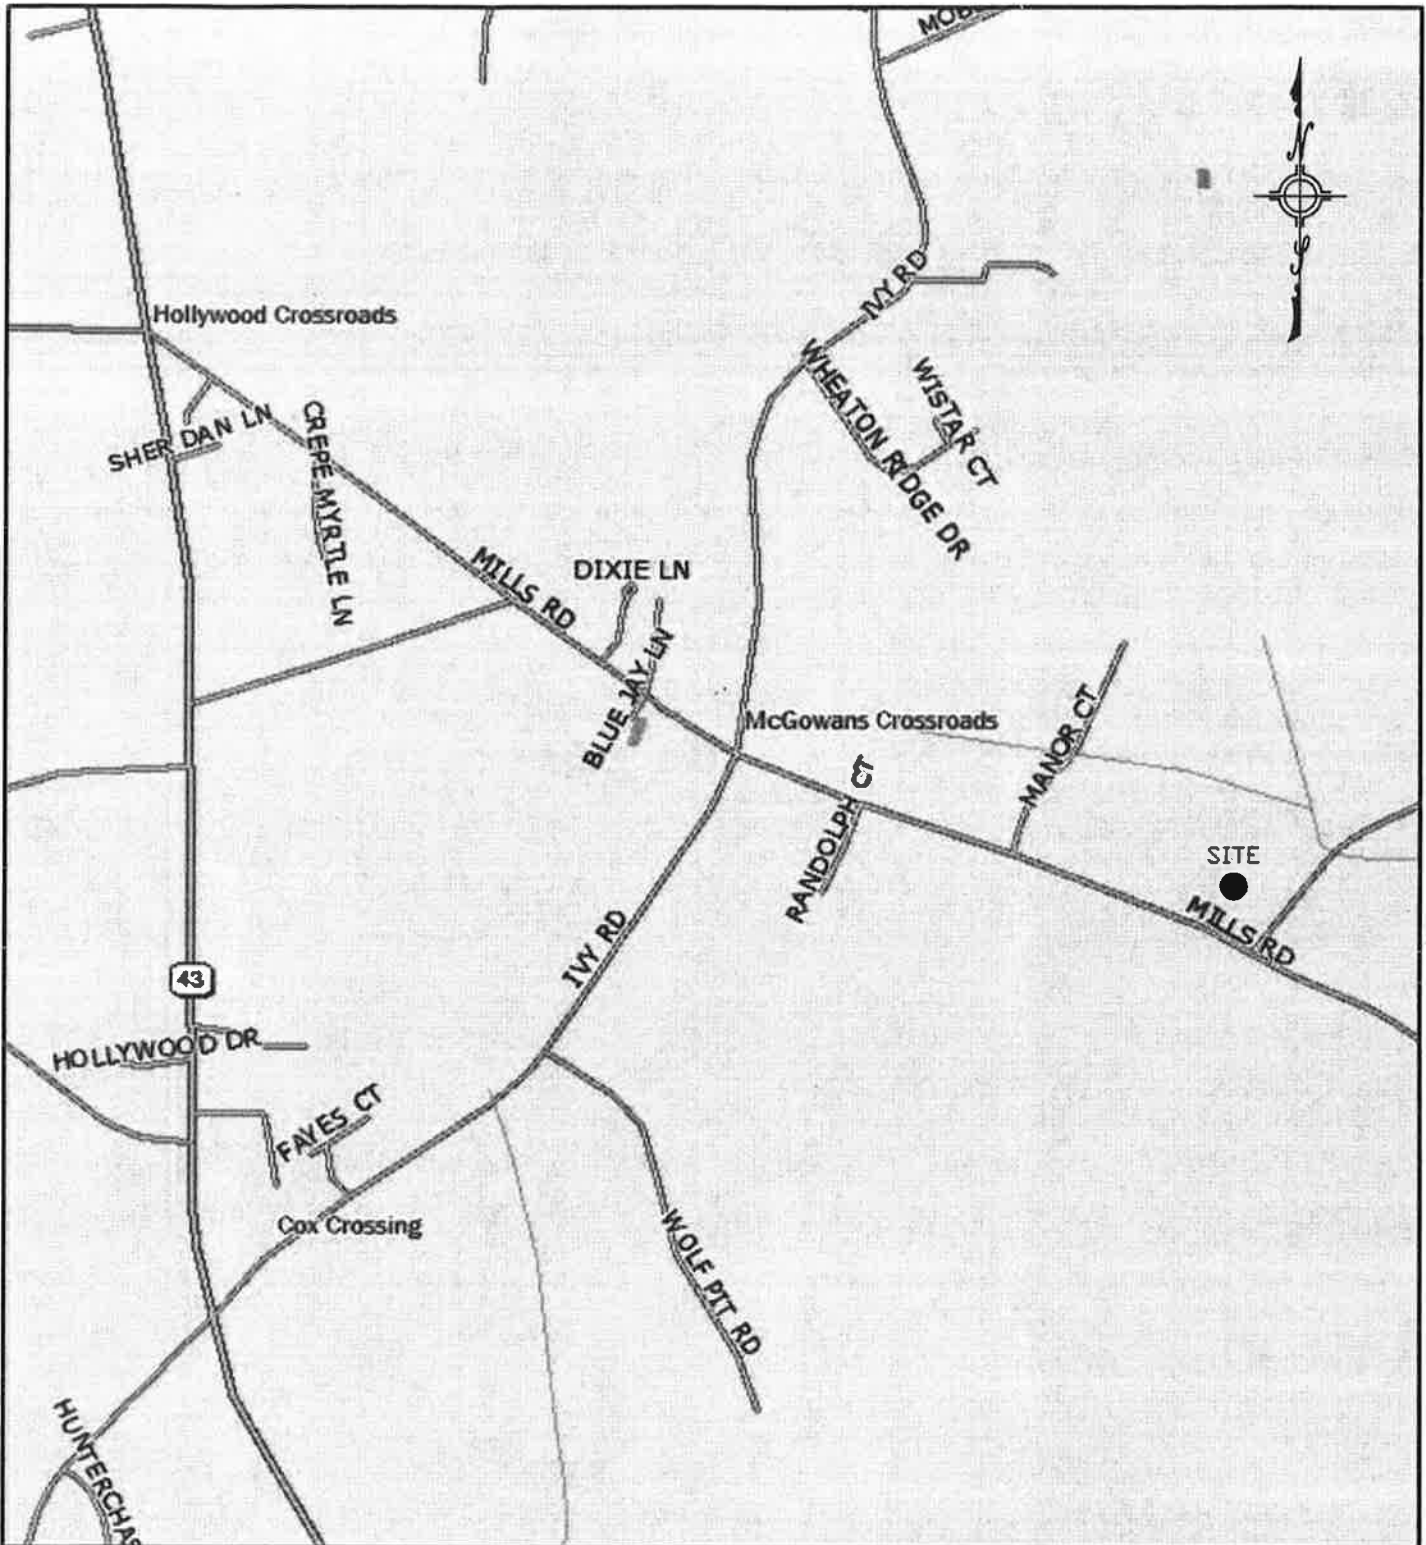 N
Hollywood Crossroads
IVY RD
S
WHEATON RIDGE DR
WISTAR CT
SHER DAN LN
CREPE MYRTLE LN
MILLS RD
DIXIE LN
BLUE JAY LN
McGowans Crossroads
MANOR CT
RANDOLPH CT
SITE
MILLS RD
IVY RD
43
HOLLYWOOD DR
FAYES CT
Cox Crossing
WOLF PIT RD